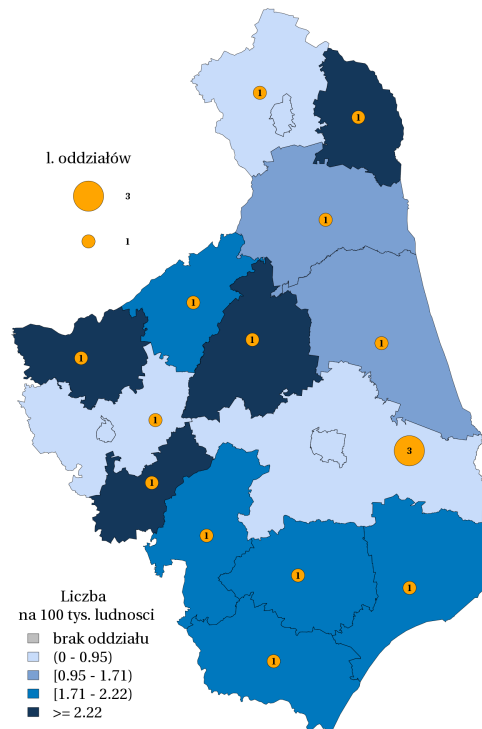 1
1
l. oddziałów
3
1
1
1
1
1
1
1
3
1
1
1
1
1
Liczba
na 100 tys. ludnosci
brak oddziału
(0 - 0.95)
[0.95 - 1.71)
[1.71 - 2.22)
>= 2.22